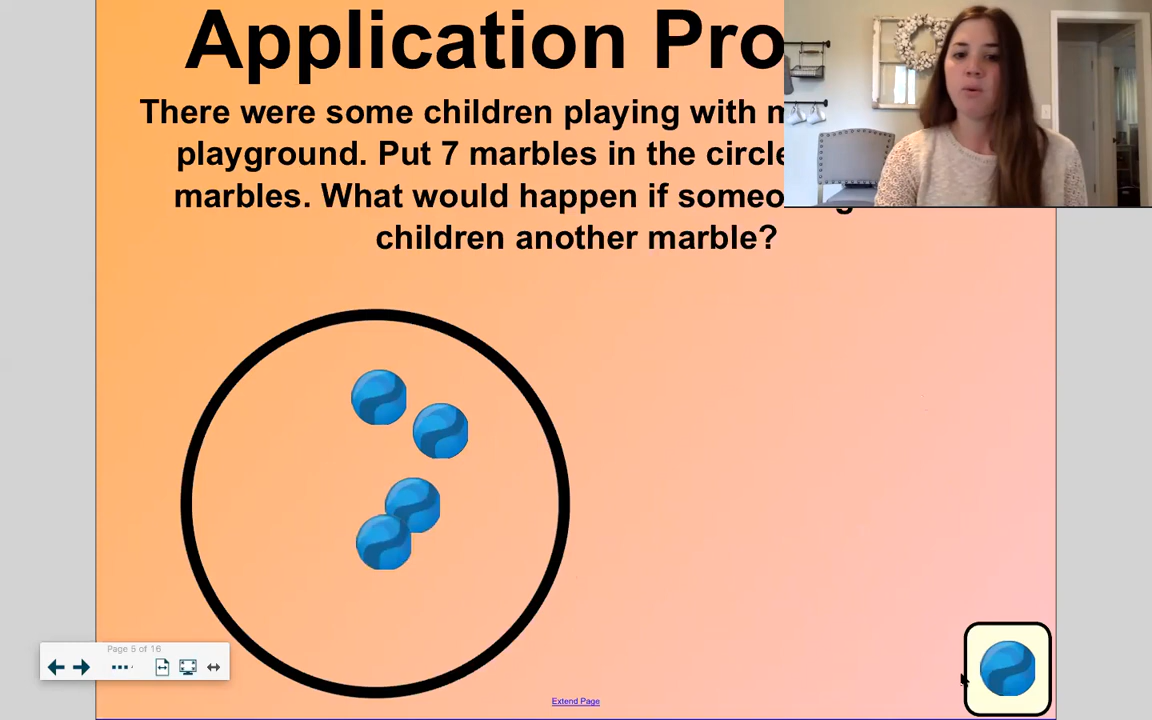 Application Pro
There were some children playing with
playground. Put 7 marbles in the circle
marbles. What would happen if
children another marble?
Page 5 of 16
Extend Page